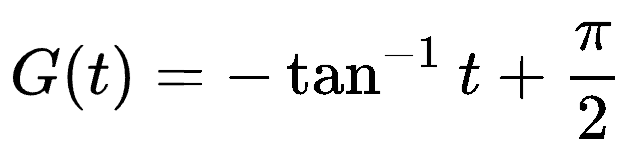 G(t) = − tan⁻¹ t + π/2